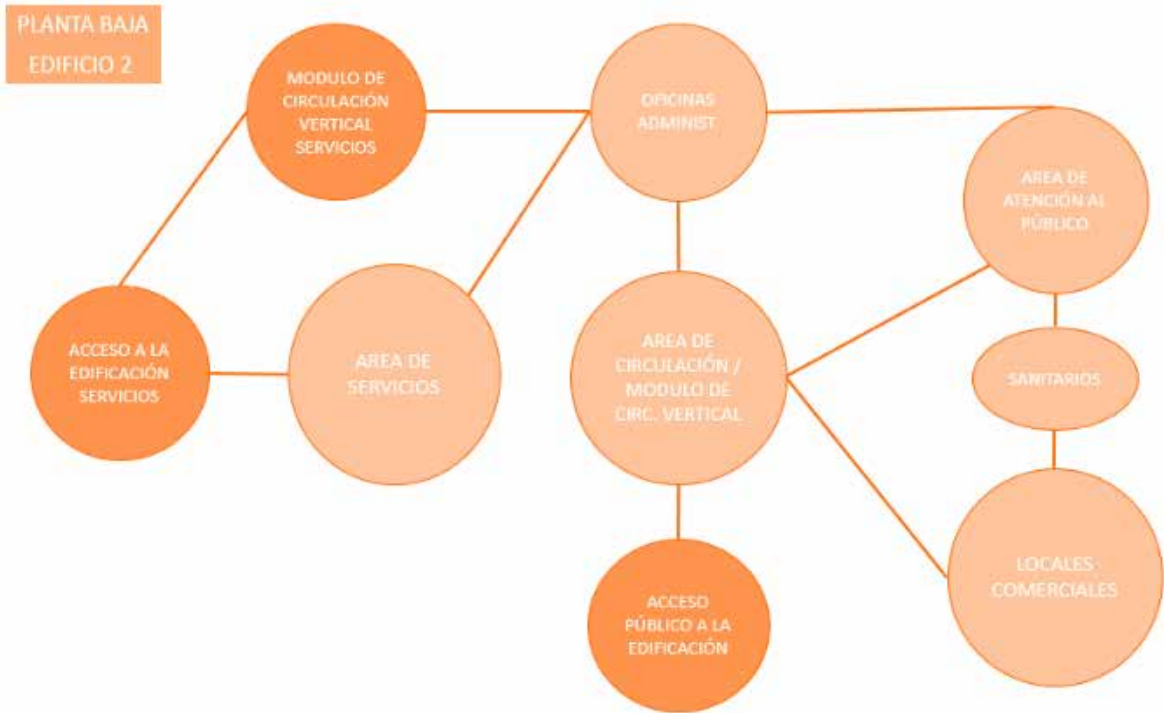 PLANTA BAJA
EDIFICIO 2
MODULO DE
CIRCULACIÓN
VERTICAL
SERVICIOS
OFICINAS
ADMINIST
AREA DE
ATENCIÓN AL
PÚBLICO
ACCESO A LA
EDIFICACIÓN
SERVICIOS
AREA DE
SERVICIOS
AREA DE
CIRCULACIÓN /
MODULO DE
CIRC. VERTICAL
SANITARIOS
ACCESO
PÚBLICO A LA
EDIFICACIÓN
LOCALES
COMERCIALES